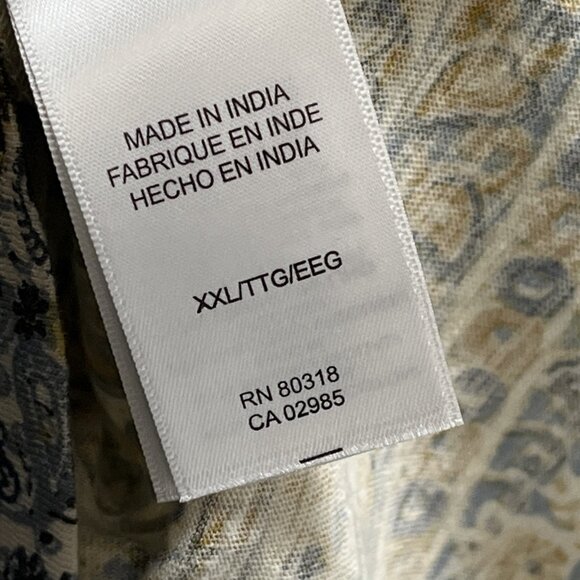 MADE IN INDIA
FABRIQUE EN INDE
HECHO EN INDIA
XXL/TTG/EEG
RN 80318
CA 02985